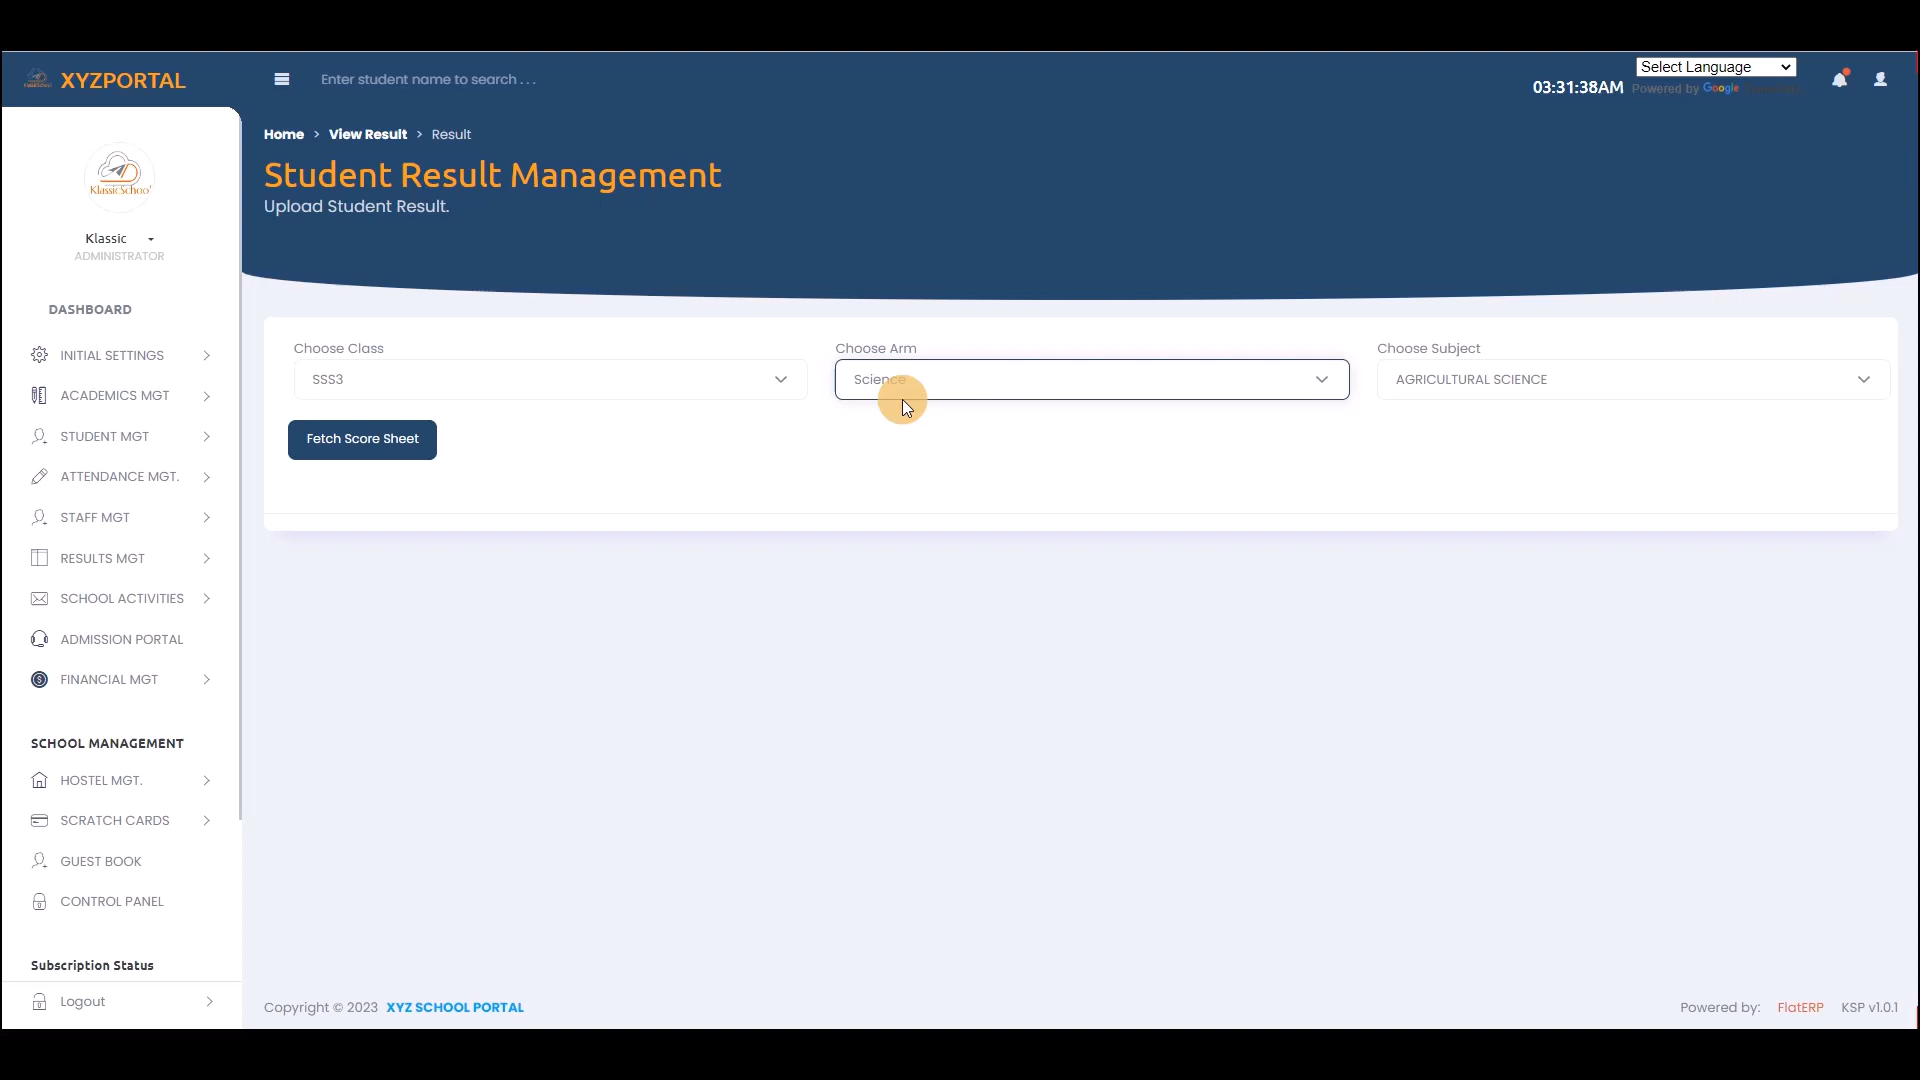 XYZPORTAL
Enter student name to search . . .
03:31:38AM
Select Language
Powered by Google
Home > View Result > Result
Student Result Management
Upload Student Result.
KlassicSchool
Klassic
ADMINISTRATOR
DASHBOARD
INITIAL SETTINGS
ACADEMICS MGT
STUDENT MGT
ATTENDANCE MGT.
STAFF MGT
RESULTS MGT
SCHOOL ACTIVITIES
ADMISSION PORTAL
FINANCIAL MGT
SCHOOL MANAGEMENT
HOSTEL MGT.
SCRATCH CARDS
GUEST BOOK
CONTROL PANEL
Subscription Status
Logout
Choose Class
SSS3
Choose Arm
Science
Choose Subject
AGRICULTURAL SCIENCE
Fetch Score Sheet
Copyright © 2023 XYZ SCHOOL PORTAL
Powered by: FlatERP KSP v1.0.1